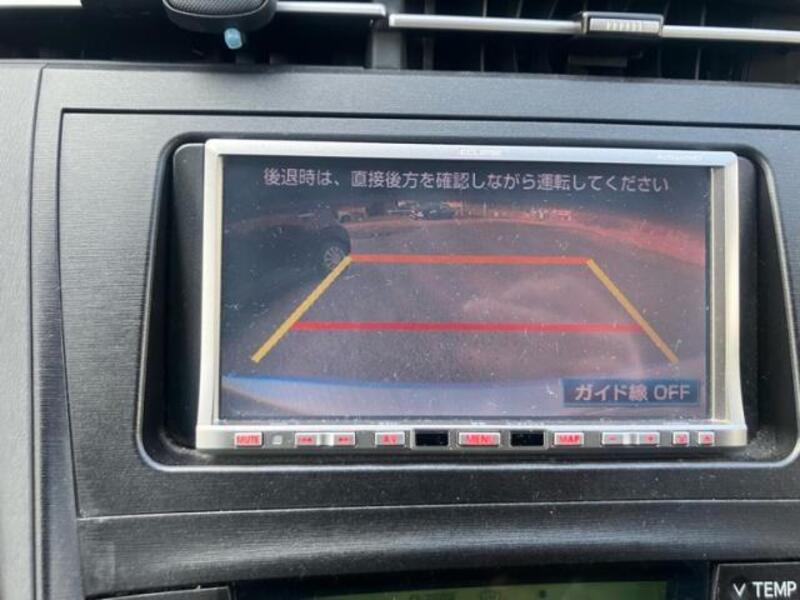 ECLIPSE
後退時は、直接後方を確認しながら運転してください
ガイド線 OFF
MUTE
AV
MENU
MAP
− +
∨ TEMP